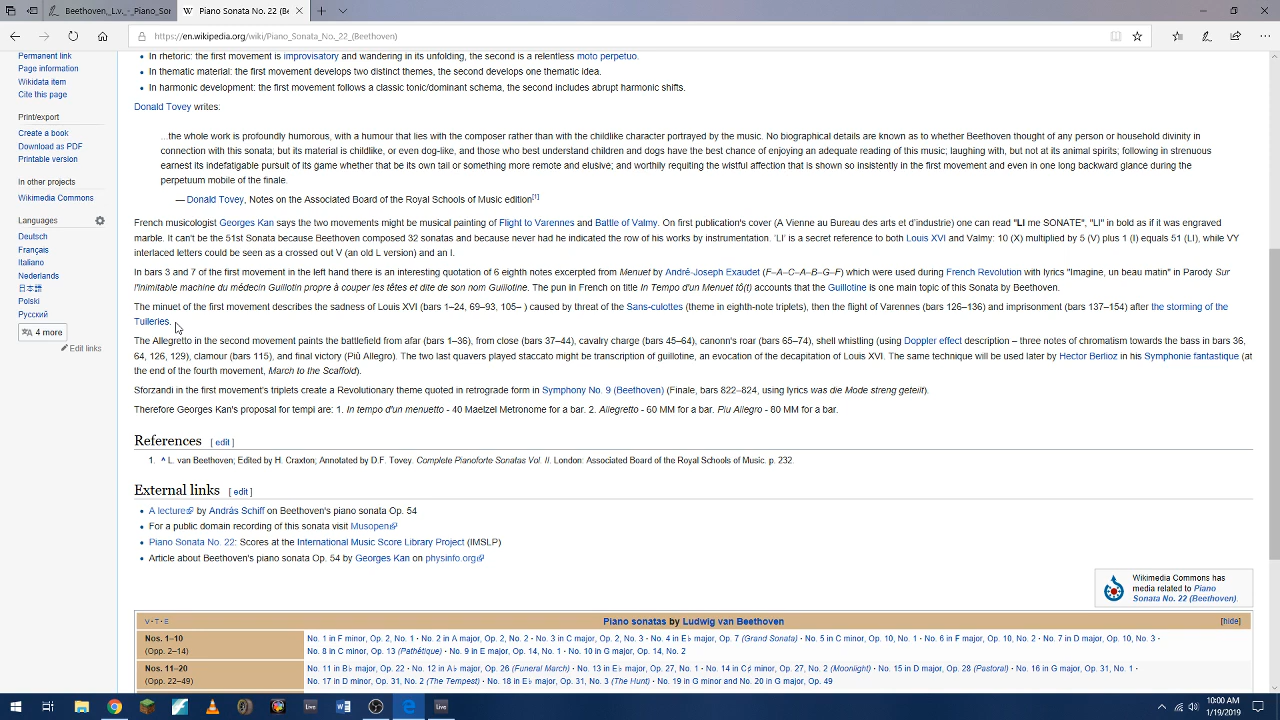 Beethoven_L.v._-_Piano_Son
Piano Sonata No. 22 (Be
https://en.wikipedia.org/wiki/Piano_Sonata_No._22_(Beethoven)
Permanent link
Page information
Wikidata item
Cite this page
Print/export
Create a book
Download as PDF
Printable version
In other projects
Wikimedia Commons
Languages
Deutsch
Français
Italiano
Nederlands
日本語
Polski
Русский
4 more
Edit links
• In rhetoric: the first movement is improvisatory and wandering in its unfolding, the second is a relentless moto perpetuo.
• In thematic material: the first movement develops two distinct themes, the second develops one thematic idea.
• In harmonic development: the first movement follows a classic tonic/dominant schema, the second includes abrupt harmonic shifts.
Donald Tovey writes:
...the whole work is profoundly humorous, with a humour that lies with the composer rather than with the childlike character portrayed by the music. No biographical details are known as to whether Beethoven thought of any person or household divinity in
connection with this sonata; but its material is childlike, or even dog-like, and those who best understand children and dogs have the best chance of enjoying an adequate reading of this music; laughing with, but not at its animal spirits; following in strenuous
earnest its indefatigable pursuit of its game whether that be its own tail or something more remote and elusive; and worthily requiting the wistful affection that is shown so insistently in the first movement and even in one long backward glance during the
perpetuum mobile of the finale.
— Donald Tovey, Notes on the Associated Board of the Royal Schools of Music edition[1]
French musicologist Georges Kan says the two movements might be musical painting of Flight to Varennes and Battle of Valmy. On first publication's cover (A Vienne au Bureau des arts et d'industrie) one can read "LI me SONATE", "LI" in bold as if it was engraved
marble. It can't be the 51st Sonata because Beethoven composed 32 sonatas and because never had he indicated the row of his works by instrumentation. 'LI' is a secret reference to both Louis XVI and Valmy: 10 (X) multiplied by 5 (V) plus 1 (I) equals 51 (LI), while VY
interlaced letters could be seen as a crossed out V (an old L version) and an I.
In bars 3 and 7 of the first movement in the left hand there is an interesting quotation of 6 eighth notes excerpted from Menuet by André-Joseph Exaudet (F–A–C–A–B–G–F) which were used during French Revolution with lyrics "Imagine, un beau matin" in Parody Sur
l'inimitable machine du médecin Guillotin propre à couper les têtes et dite de son nom Guillotine. The pun in French on title In Tempo d'un Menuet tô(t) accounts that the Guillotine is one main topic of this Sonata by Beethoven.
The minuet of the first movement describes the sadness of Louis XVI (bars 1–24, 69–93, 105– ) caused by threat of the Sans-culottes (theme in eighth-note triplets), then the flight of Varennes (bars 126–136) and imprisonment (bars 137–154) after the storming of the
Tuileries.
The Allegretto in the second movement paints the battlefield from afar (bars 1–36), from close (bars 37–44), cavalry charge (bars 45–64), canonn's roar (bars 65–74), shell whistling (using Doppler effect description – three notes of chromatism towards the bass in bars 36,
64, 126, 129), clamour (bars 115), and final victory (Più Allegro). The two last quavers played staccato might be transcription of guillotine, an evocation of the decapitation of Louis XVI. The same technique will be used later by Hector Berlioz in his Symphonie fantastique (at
the end of the fourth movement, March to the Scaffold).
Sforzandi in the first movement's triplets create a Revolutionary theme quoted in retrograde form in Symphony No. 9 (Beethoven) (Finale, bars 822–824, using lyrics was die Mode streng geteilt).
Therefore Georges Kan's proposal for tempi are: 1. In tempo d'un menuetto - 40 Maelzel Metronome for a bar. 2. Allegretto - 60 MM for a bar. Più Allegro - 80 MM for a bar.
References [ edit ]
1. ^ L. van Beethoven; Edited by H. Craxton; Annotated by D.F. Tovey. Complete Pianoforte Sonatas Vol. II. London: Associated Board of the Royal Schools of Music. p. 232.
External links [ edit ]
• A lecture by András Schiff on Beethoven's piano sonata Op. 54
• For a public domain recording of this sonata visit Musopen
• Piano Sonata No. 22: Scores at the International Music Score Library Project (IMSLP)
• Article about Beethoven's piano sonata Op. 54 by Georges Kan on physinfo.org
Wikimedia Commons has
media related to Piano
Sonata No. 22 (Beethoven).
V·T·E
Piano sonatas by Ludwig van Beethoven
[hide]
Nos. 1–10
(Opp. 2–14)
No. 1 in F minor, Op. 2, No. 1 · No. 2 in A major, Op. 2, No. 2 · No. 3 in C major, Op. 2, No. 3 · No. 4 in E♭ major, Op. 7 (Grand Sonata) · No. 5 in C minor, Op. 10, No. 1 · No. 6 in F major, Op. 10, No. 2 · No. 7 in D major, Op. 10, No. 3 ·
No. 8 in C minor, Op. 13 (Pathétique) · No. 9 in E major, Op. 14, No. 1 · No. 10 in G major, Op. 14, No. 2
Nos. 11–20
(Opp. 22–49)
No. 11 in B♭ major, Op. 22 · No. 12 in A♭ major, Op. 26 (Funeral March) · No. 13 in E♭ major, Op. 27, No. 1 · No. 14 in C♯ minor, Op. 27, No. 2 (Moonlight) · No. 15 in D major, Op. 28 (Pastoral) · No. 16 in G major, Op. 31, No. 1 ·
No. 17 in D minor, Op. 31, No. 2 (The Tempest) · No. 18 in E♭ major, Op. 31, No. 3 (The Hunt) · No. 19 in G minor and No. 20 in G major, Op. 49
Live
Live
10:00 AM
1/19/2019